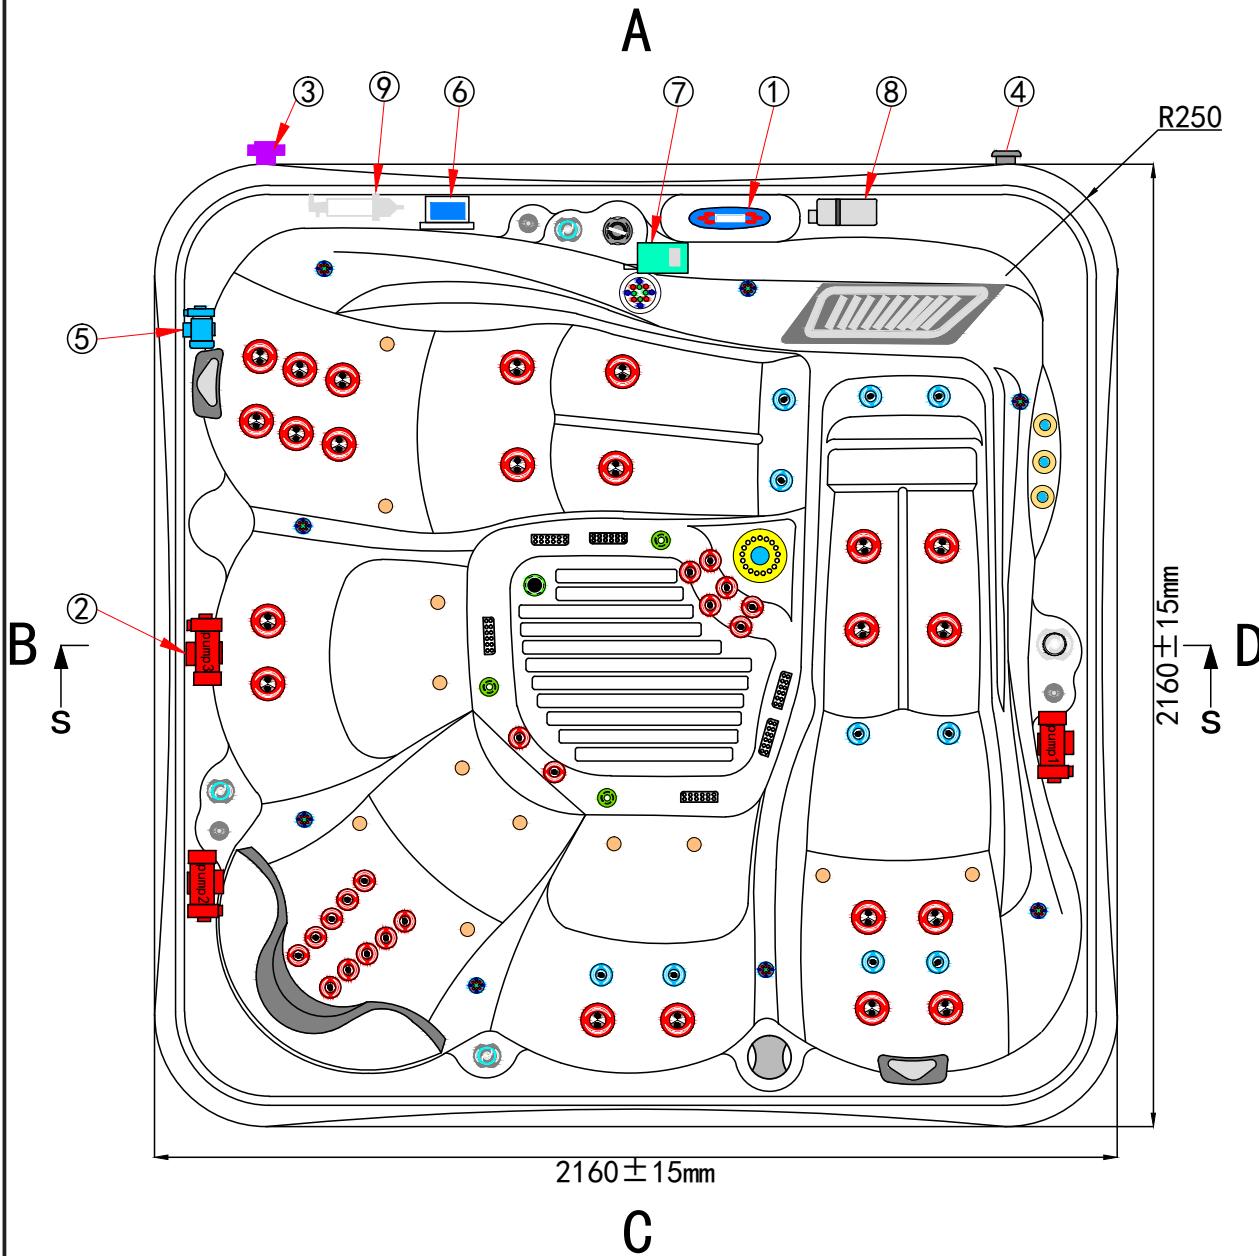 A
③ ⑨ ⑥ ⑦ ① ⑧ ④
R250
⑤
②
B
S
pump3
D
S
2160±15mm
pump1
pump2
2160±15mm
C